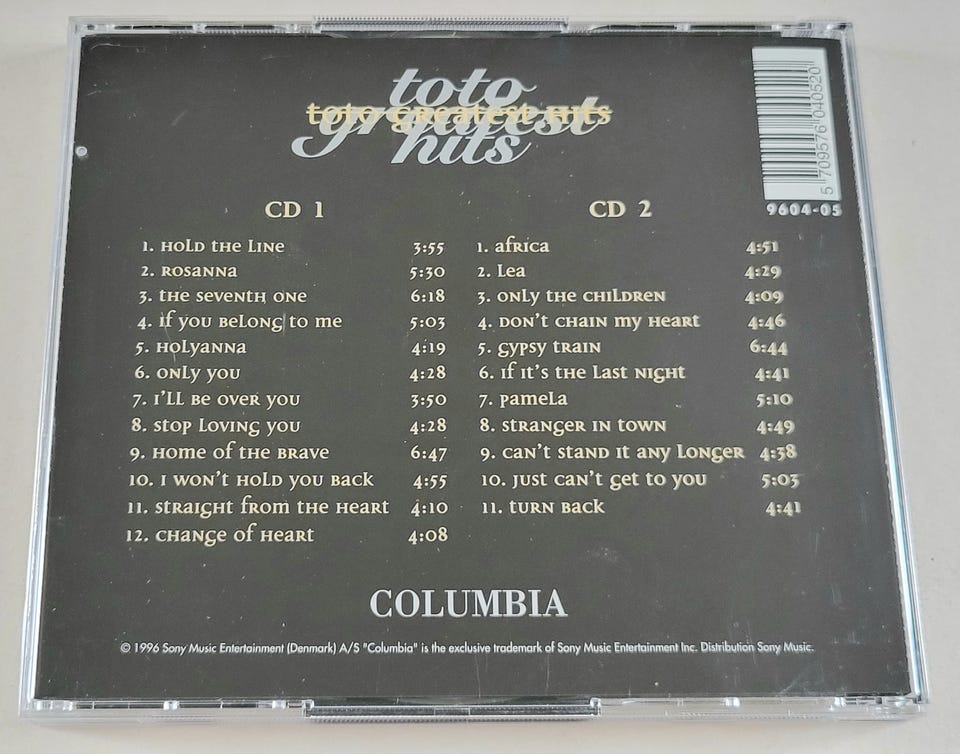 toto
toto greatest hits
greatest
hits
5 709576 040520
9604-05
CD 1
1. Hold the Line 3:55
2. Rosanna 5:30
3. The Seventh One 6:18
4. If You Belong to Me 5:03
5. Holyanna 4:19
6. Only You 4:28
7. I'll Be Over You 3:50
8. Stop Loving You 4:28
9. Home of the Brave 6:47
10. I Won't Hold You Back 4:55
11. Straight from the Heart 4:10
12. Change of Heart 4:08
CD 2
1. Africa 4:51
2. Lea 4:29
3. Only the Children 4:09
4. Don't Chain My Heart 4:46
5. Gypsy Train 6:44
6. If It's the Last Night 4:41
7. Pamela 5:10
8. Stranger in Town 4:49
9. Can't Stand It Any Longer 4:38
10. Just Can't Get to You 5:03
11. Turn Back 4:41
COLUMBIA
© 1996 Sony Music Entertainment (Denmark) A/S "Columbia" is the exclusive trademark of Sony Music Entertainment Inc. Distribution Sony Music.